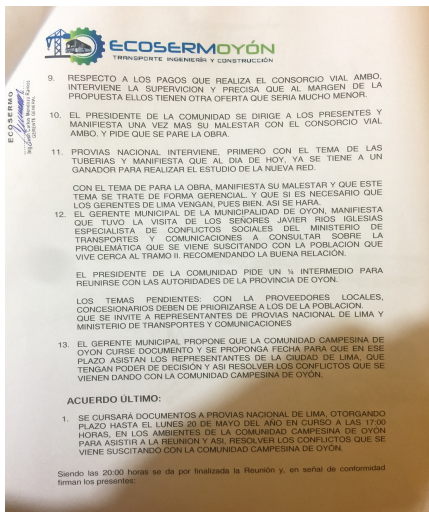 ECOSERMOYÓN
TRANSPORTE INGENIERÍA Y CONSTRUCCIÓN
ECOSERMO
GERENTE GENERAL
9. RESPECTO A LOS PAGOS QUE REALIZA EL CONSORCIO VIAL AMBO,
INTERVIENE LA SUPERVICION Y PRECISA QUE AL MARGEN DE LA
PROPUESTA ELLOS TIENEN OTRA OFERTA QUE SERIA MUCHO MENOR.
10. EL PRESIDENTE DE LA COMUNIDAD SE DIRIGE A LOS PRESENTES Y
MANIFIESTA UNA VEZ MAS SU MALESTAR CON EL CONSORCIO VIAL
AMBO. Y PIDE QUE SE PARE LA OBRA.
11. PROVIAS NACIONAL INTERVIENE, PRIMERO CON EL TEMA DE LAS
TUBERIAS Y MANIFIESTA QUE AL DIA DE HOY, YA SE TIENE A UN
GANADOR PARA REALIZAR EL ESTUDIO DE LA NUEVA RED.
CON EL TEMA DE PARA LA OBRA, MANIFIESTA SU MALESTAR Y QUE ESTE
TEMA SE TRATE DE FORMA GERENCIAL. Y QUE SI ES NECESARIO QUE
LOS GERENTES DE LIMA VENGAN, PUES BIEN. ASI SE HARA.
12. EL GERENTE MUNICIPAL DE LA MUNICIPALIDAD DE OYON, MANIFIESTA
QUE TUVO LA VISITA DE LOS SEÑORES JAVIER RIOS IGLESIAS
ESPECIALISTA DE CONFLICTOS SOCIALES DEL MINISTERIO DE
TRANSPORTES Y COMUNICACIONES A CONSULTAR SOBRE LA
PROBLEMÁTICA QUE SE VIENE SUSCITANDO CON LA POBLACION QUE
VIVE CERCA AL TRAMO II. RECOMENDANDO LA BUENA RELACIÓN.
EL PRESIDENTE DE LA COMUNIDAD PIDE UN ¼ INTERMEDIO PARA
REUNIRSE CON LAS AUTORIDADES DE LA PROVINCIA DE OYON.
LOS TEMAS PENDIENTES: CON LA PROVEEDORES LOCALES,
CONCESIONARIOS DEBEN DE PRIORIZARSE A LOS DE LA POBLACION.
QUE SE INVITE A REPRESENTANTES DE PROVIAS NACIONAL DE LIMA Y
MINISTERIO DE TRANSPORTES Y COMUNICACIONES
13. EL GERENTE MUNICIPAL PROPONE QUE LA COMUNIDAD CAMPESINA DE
OYON CURSE DOCUMENTO Y SE PROPONGA FECHA PARA QUE EN ESE
PLAZO ASISTAN LOS REPRESENTANTES DE LA CIUDAD DE LIMA, QUE
TENGAN PODER DE DECISIÓN Y ASI RESOLVER LOS CONFLICTOS QUE SE
VIENEN DANDO CON LA COMUNIDAD CAMPESINA DE OYÓN.
ACUERDO ÚLTIMO:
1. SE CURSARÁ DOCUMENTOS A PROVIAS NACIONAL DE LIMA, OTORGANDO
PLAZO HASTA EL LUNES 20 DE MAYO DEL AÑO EN CURSO A LAS 17:00
HORAS, EN LOS AMBIENTES DE LA COMUNIDAD CAMPESINA DE OYÓN
PARA ASISTIR A LA REUNION Y ASI, RESOLVER LOS CONFLICTOS QUE SE
VIENE SUSCITANDO CON LA COMUNIDAD CAMPESINA DE OYÓN.
Siendo las 20:00 horas se da por finalizada la Reunión y, en señal de conformidad
firman los presentes: